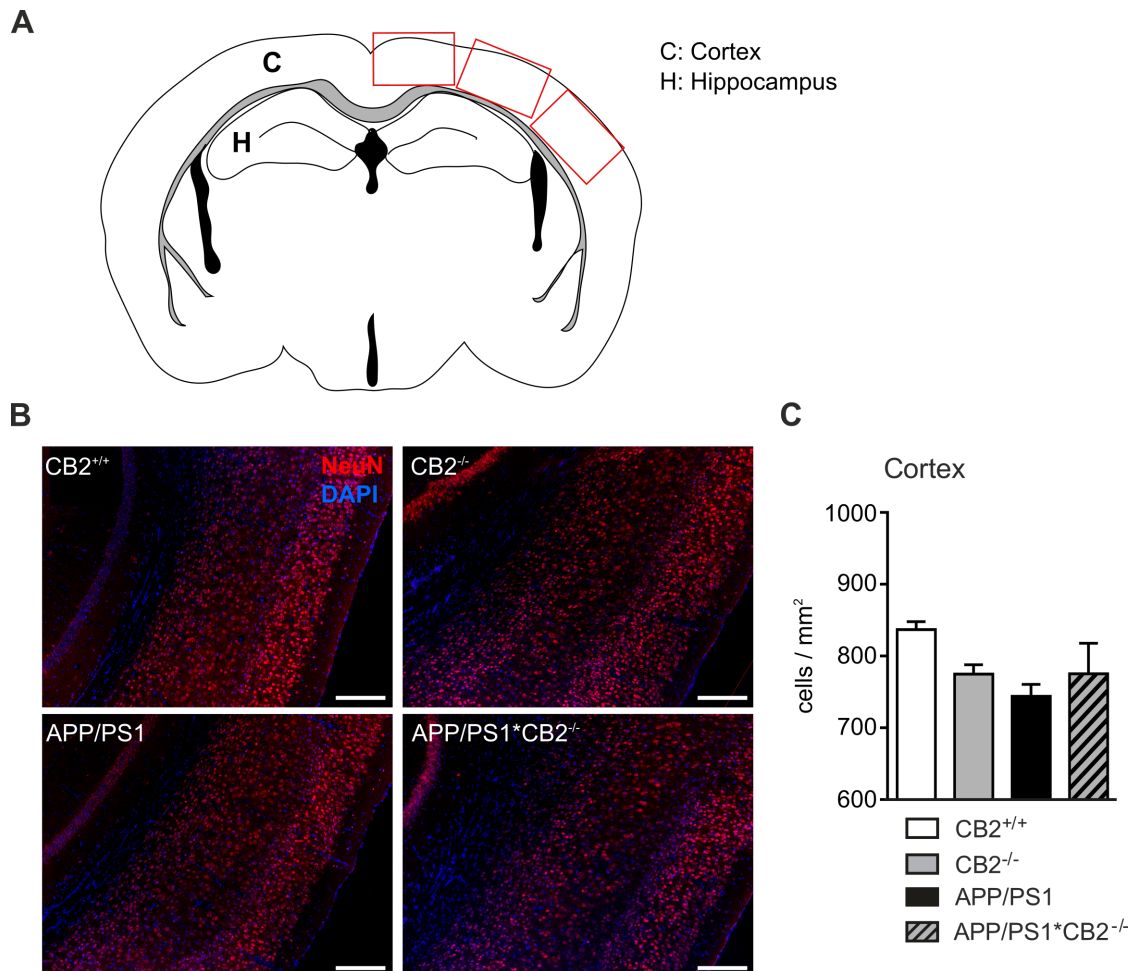 A
C
H
C: Cortex
H: Hippocampus
B
CB2+/+
NeuN
DAPI
CB2-/-
APP/PS1
APP/PS1*CB2-/-
C
Cortex
cells / mm²
1000
900
800
700
600
CB2+/+
CB2-/-
APP/PS1
APP/PS1*CB2-/-